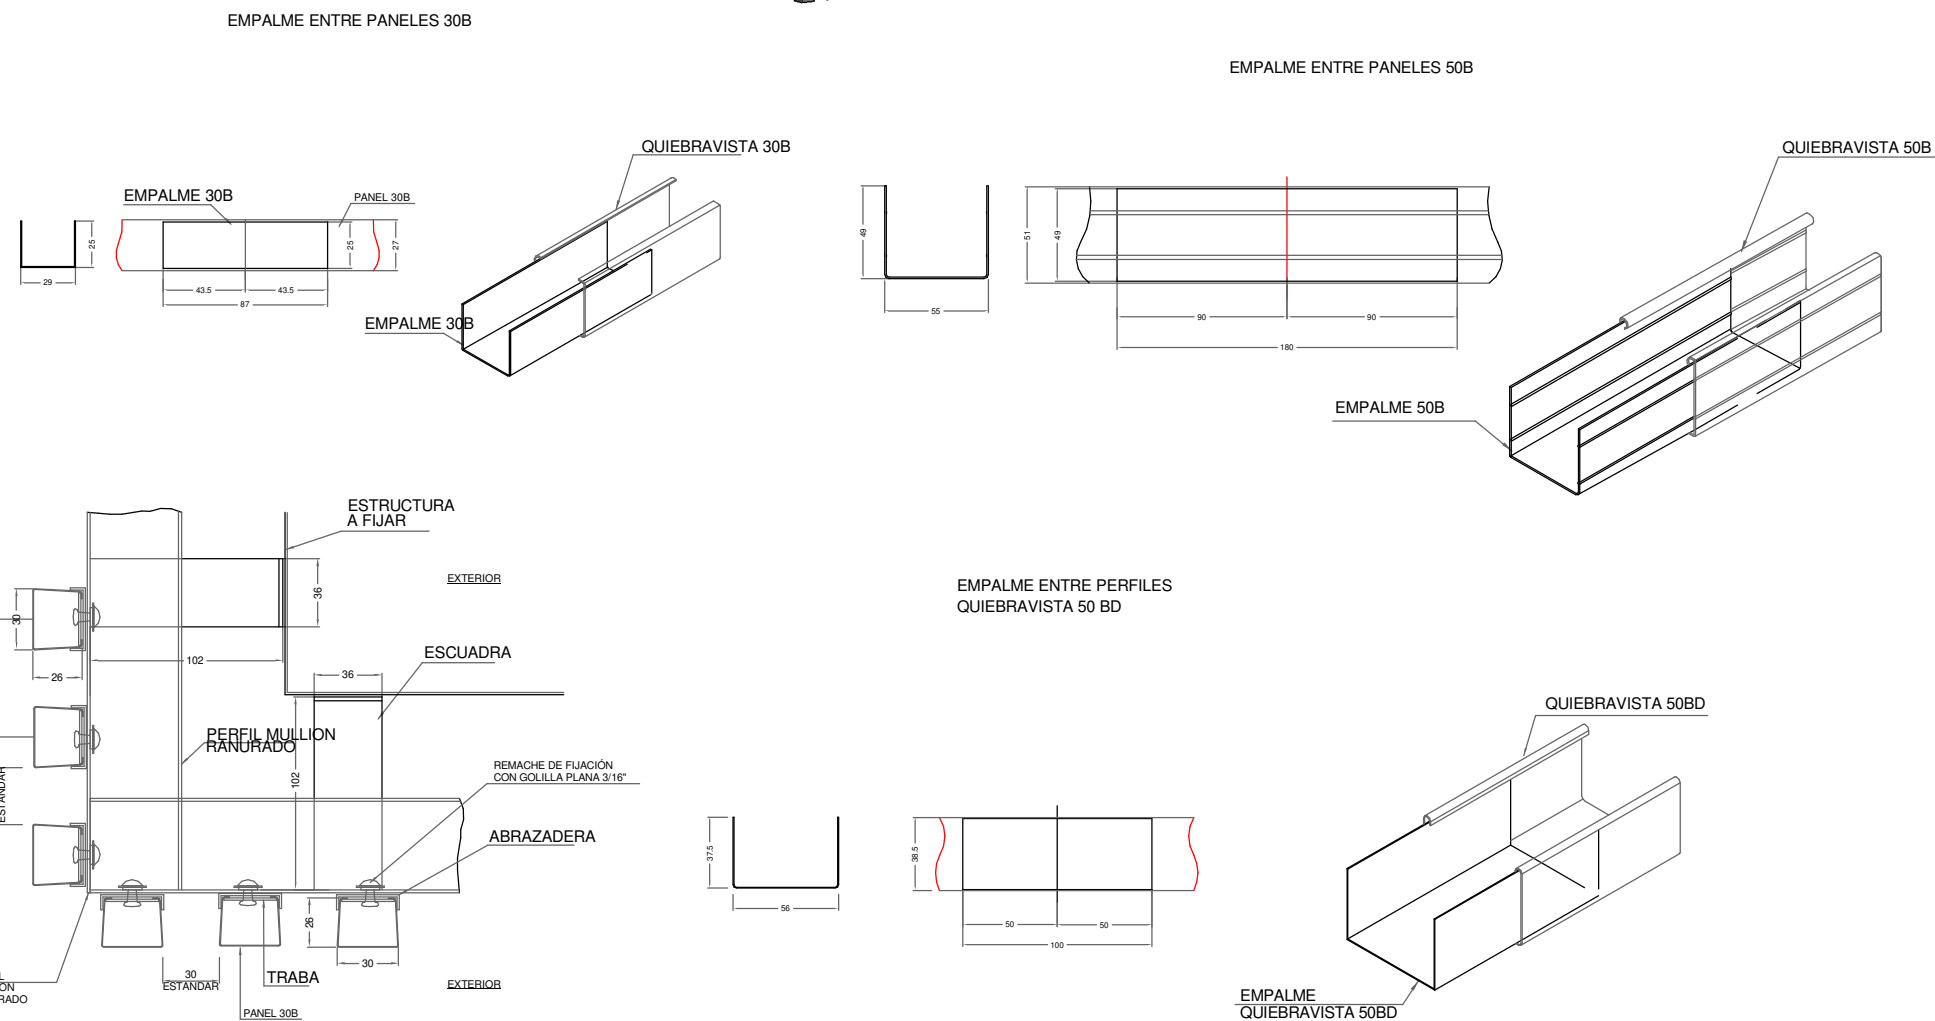 EMPALME ENTRE PANELES 30B
EMPALME ENTRE PANELES 50B
QUIEBRAVISTA 30B
QUIEBRAVISTA 50B
EMPALME 30B
PANEL 30B
25
29
25
27
43.5
43.5
87
EMPALME 30B
49
55
51
49
90
90
180
EMPALME 50B
ESTRUCTURA
A FIJAR
EXTERIOR
36
30
26
102
ESCUADRA
36
PERFIL MULLION
RANURADO
102
REMACHE DE FIJACIÓN
CON GOLILLA PLANA 3/16"
ABRAZADERA
ESTANDAR
26
30
30
ESTANDAR
TRABA
EXTERIOR
PANEL 30B
L
ON
RADO
EMPALME ENTRE PERFILES
QUIEBRAVISTA 50 BD
QUIEBRAVISTA 50BD
37.5
56
38.5
50
50
100
EMPALME
QUIEBRAVISTA 50BD